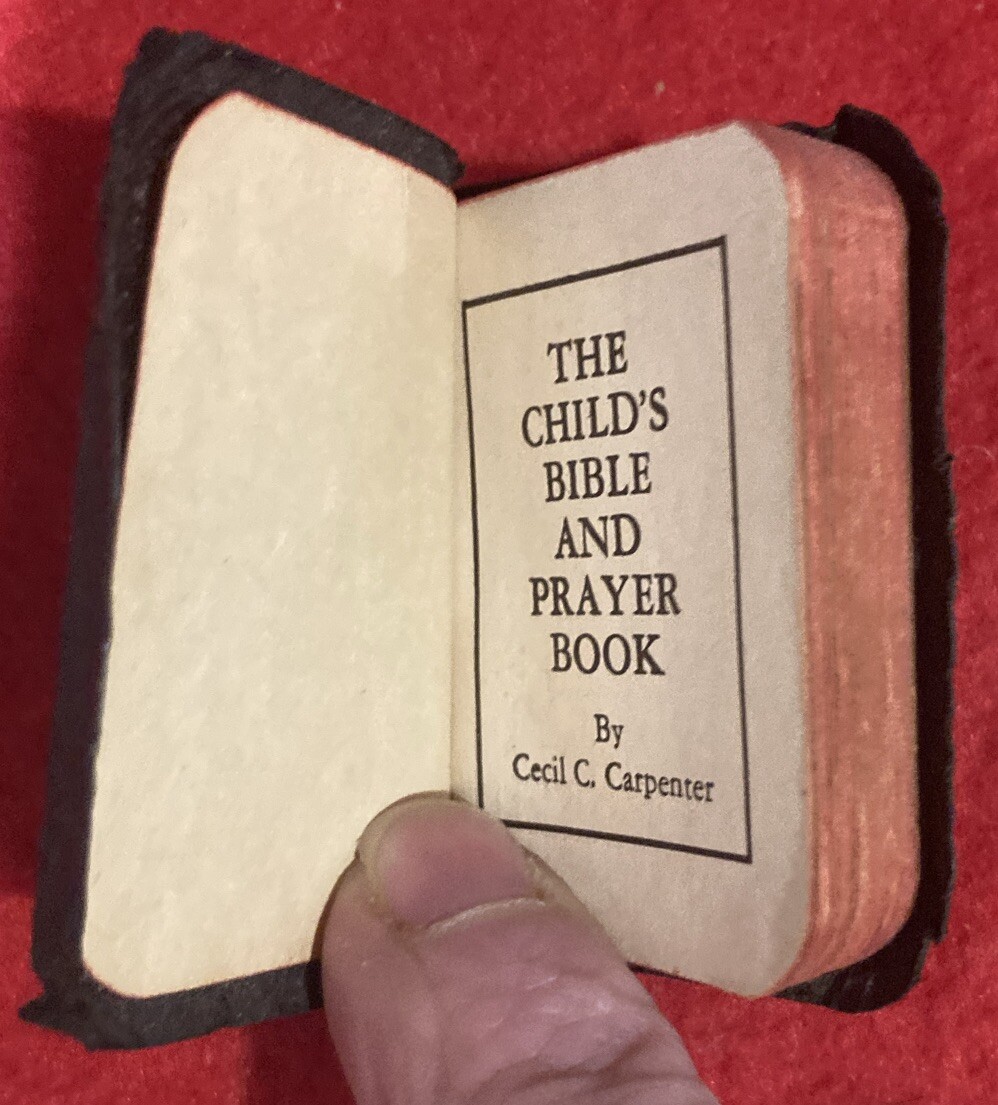 THE
CHILD'S
BIBLE
AND
PRAYER
BOOK
By
Cecil C. Carpenter